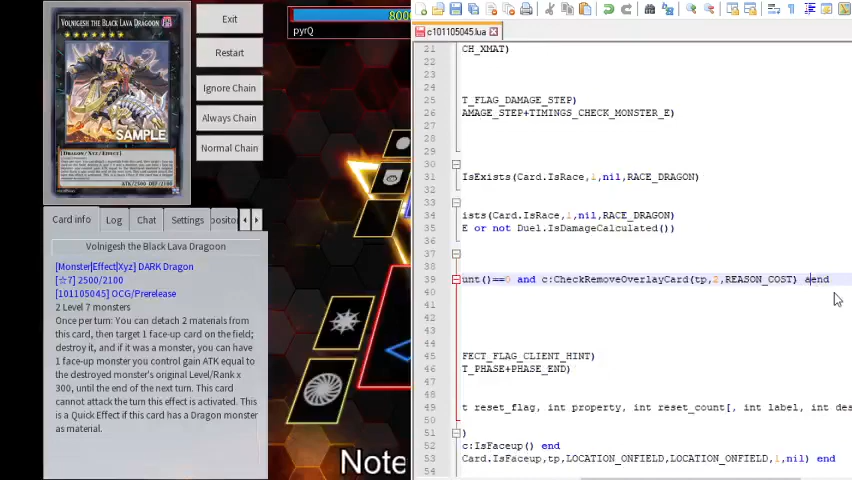 VOLNIGESH THE BLACK LAVA DRAGOON
SAMPLE
[DRAGON/XYZ/EFFECT]
ATK/2500 DEF/2100
Exit
Restart
Ignore Chain
Always Chain
Normal Chain
8000
pyrQ
Card info
Log
Chat
Settings
positor
Volnigesh the Black Lava Dragoon
[Monster|Effect|Xyz] DARK Dragon
[☆7] 2500/2100
[101105045] OCG/Prerelease
2 Level 7 monsters
Once per turn: You can detach 2 materials from
this card, then target 1 face-up card on the field;
destroy it, and if it was a monster, you can have
1 face-up monster you control gain ATK equal to
the destroyed monster's original Level/Rank x
300, until the end of the next turn. This card
cannot attack the turn this effect is activated. This
is a Quick Effect if this card has a Dragon monster
as material.
Note
c101105045.lua
21 CH_XMAT)
22
23
24
25 T_FLAG_DAMAGE_STEP)
26 AMAGE_STEP+TIMINGS_CHECK_MONSTER_E)
27
28
29
30
31 IsExists(Card.IsRace,1,nil,RACE_DRAGON)
32
33
34 ists(Card.IsRace,1,nil,RACE_DRAGON)
35 E or not Duel.IsDamageCalculated())
36
37
38
39 unt()==0 and c:CheckRemoveOverlayCard(tp,2,REASON_COST) aend
40
41
42
43
44
45 FECT_FLAG_CLIENT_HINT)
46 T_PHASE+PHASE_END)
47
48
49 t reset_flag, int property, int reset_count[, int label, int des
50
51 )
52 c:IsFaceup() end
53 Card.IsFaceup,tp,LOCATION_ONFIELD,LOCATION_ONFIELD,1,nil) end
54